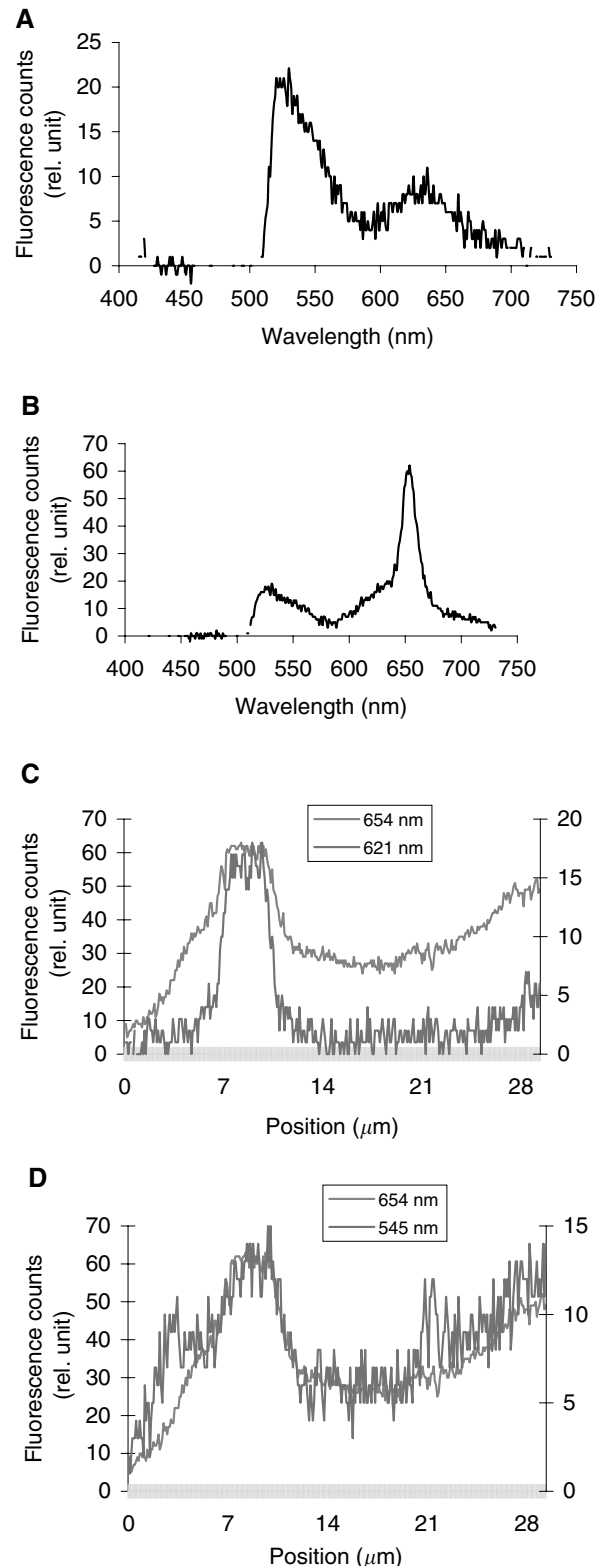 A
Fluorescence counts
(rel. unit)
25
20
15
10
5
0
400 450 500 550 600 650 700 750
Wavelength (nm)
B
Fluorescence counts
(rel. unit)
70
60
50
40
30
20
10
0
400 450 500 550 600 650 700 750
Wavelength (nm)
C
654 nm
621 nm
Fluorescence counts
(rel. unit)
70
60
50
40
30
20
10
0
20
15
10
5
0
0 7 14 21 28
Position (μm)
D
654 nm
545 nm
Fluorescence counts
(rel. unit)
70
60
50
40
30
20
10
0
15
10
5
0
0 7 14 21 28
Position (μm)